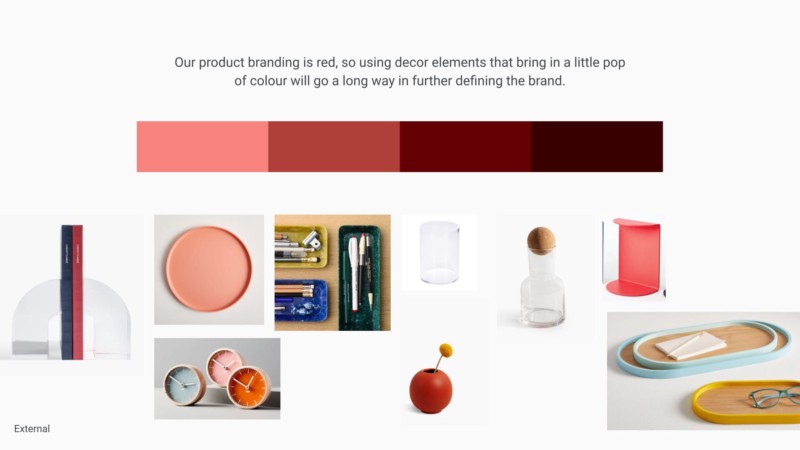 Our product branding is red, so using decor elements that bring in a little pop
of colour will go a long way in further defining the brand.
External